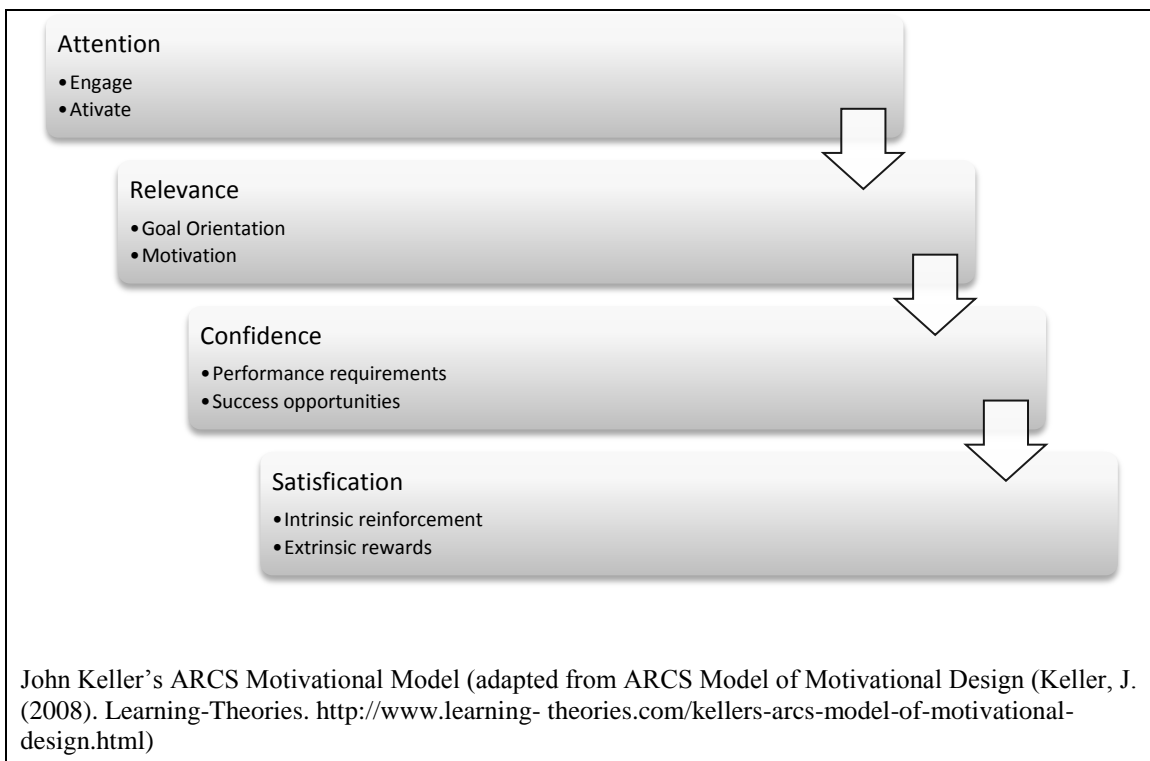 Attention
•Engage
•Ativate
Relevance
•Goal Orientation
•Motivation
Confidence
•Performance requirements
•Success opportunities
Satisfication
•Intrinsic reinforcement
•Extrinsic rewards
John Keller’s ARCS Motivational Model (adapted from ARCS Model of Motivational Design (Keller, J.
(2008). Learning-Theories. http://www.learning- theories.com/kellers-arcs-model-of-motivational-
design.html)